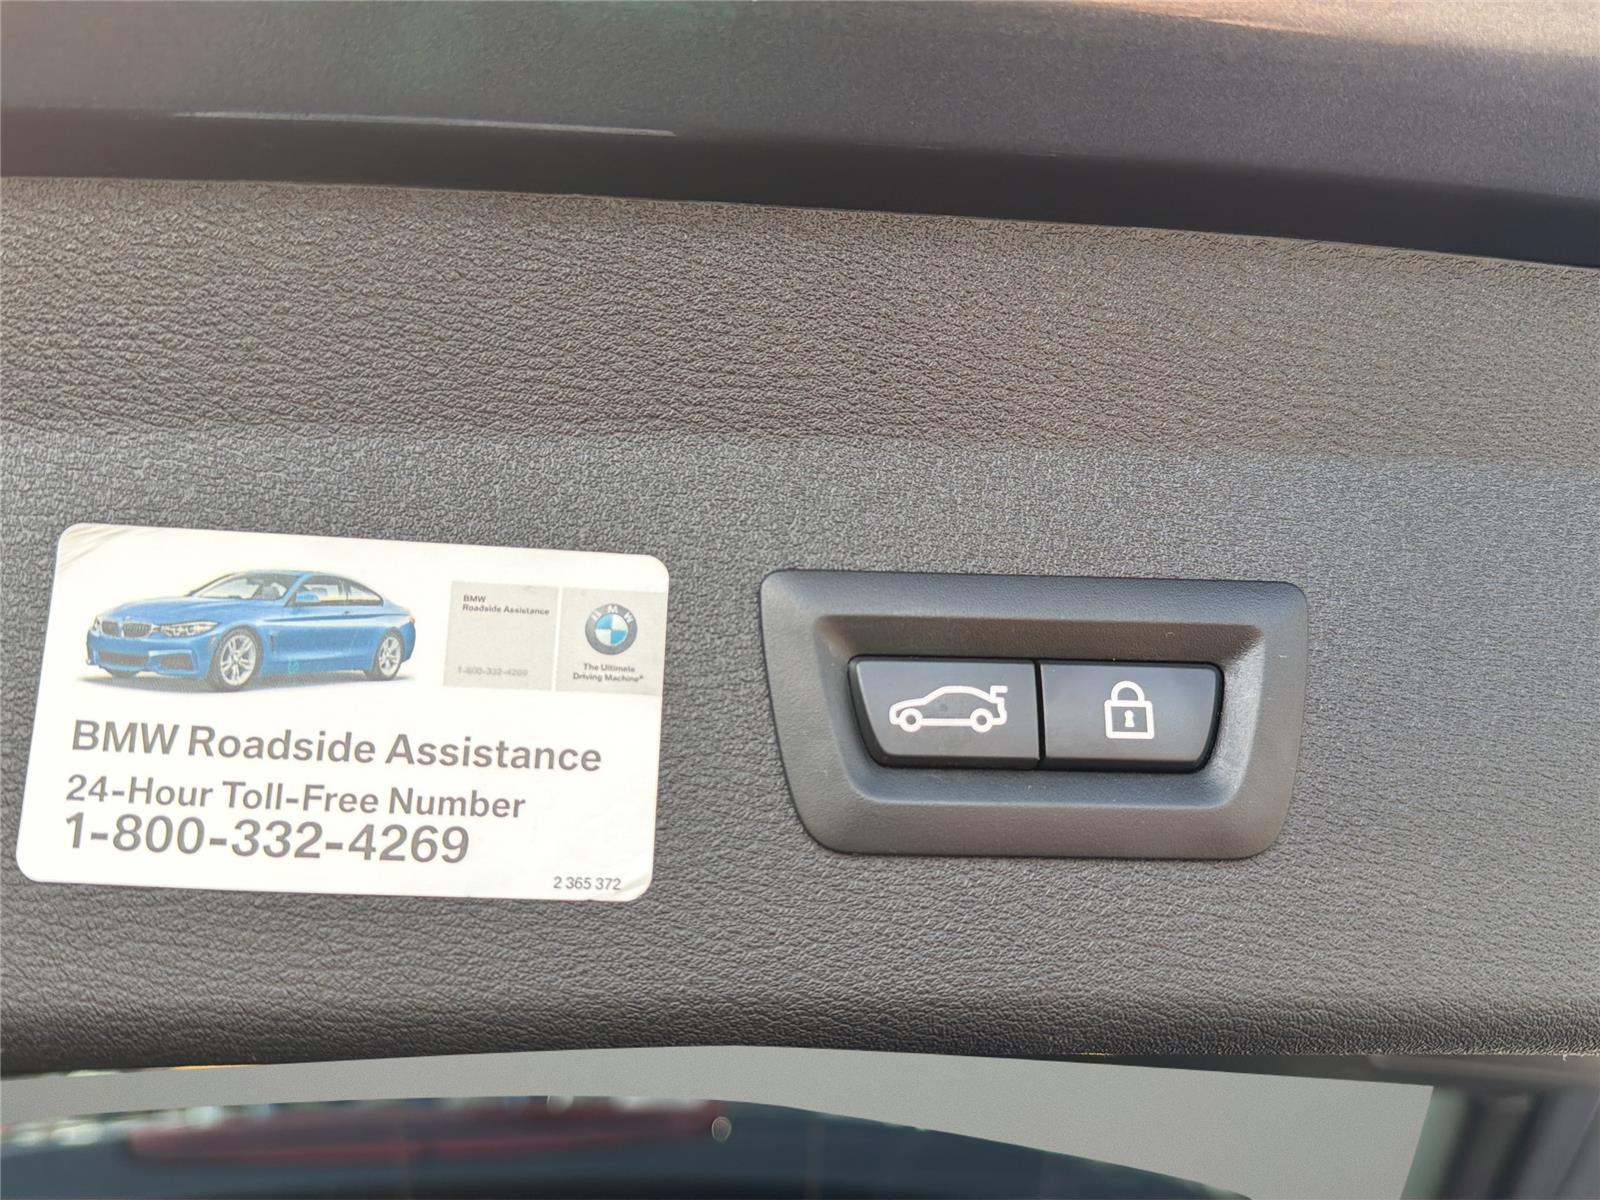 BMW
Roadside Assistance
1-800-332-4269
BMW
The Ultimate
Driving Machine®
BMW Roadside Assistance
24-Hour Toll-Free Number
1-800-332-4269
2 365 372